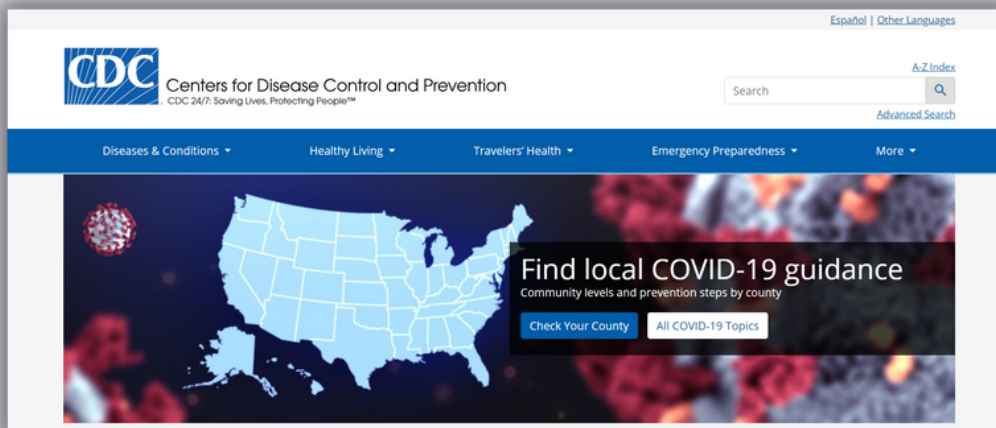 Español | Other Languages
CDC
Centers for Disease Control and Prevention
CDC 24/7: Saving Lives, Protecting People™
A-Z Index
Search
Advanced Search
Diseases & Conditions
Healthy Living
Travelers' Health
Emergency Preparedness
More
Find local COVID-19 guidance
Community levels and prevention steps by county
Check Your County
All COVID-19 Topics